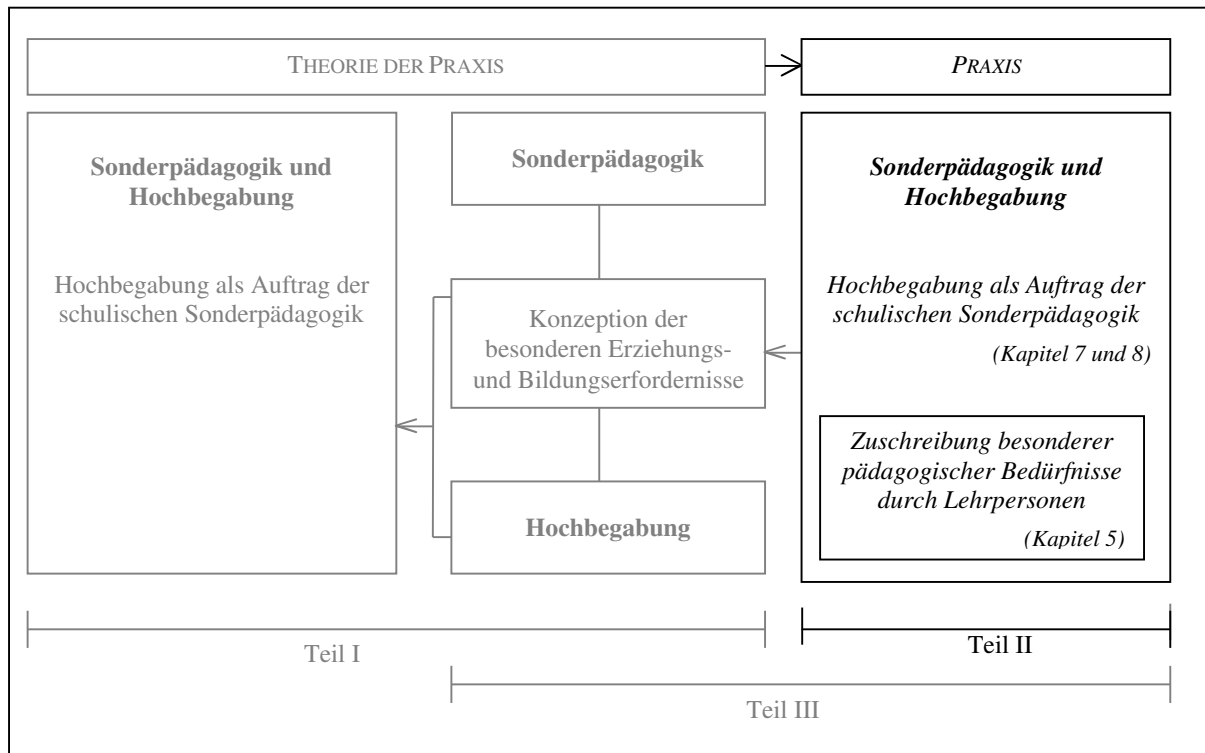 THEORIE DER PRAXIS
PRAXIS
Sonderpädagogik und
Hochbegabung
Hochbegabung als Auftrag der
schulischen Sonderpädagogik
Sonderpädagogik
Konzeption der
besonderen Erziehungs-
und Bildungserfordernisse
Hochbegabung
Sonderpädagogik und
Hochbegabung
Hochbegabung als Auftrag der
schulischen Sonderpädagogik
(Kapitel 7 und 8)
Zuschreibung besonderer
pädagogischer Bedürfnisse
durch Lehrpersonen
(Kapitel 5)
Teil I
Teil II
Teil III